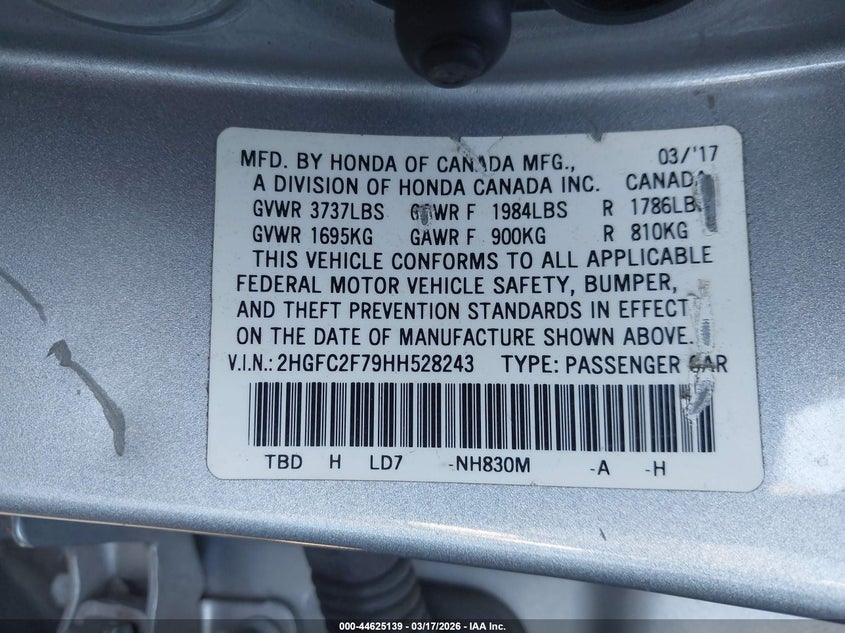 MFD. BY HONDA OF CANADA MFG., 03/'17
A DIVISION OF HONDA CANADA INC. CANADA
GVWR 3737LBS GAWR F 1984LBS R 1786LB
GVWR 1695KG GAWR F 900KG R 810KG
THIS VEHICLE CONFORMS TO ALL APPLICABLE
FEDERAL MOTOR VEHICLE SAFETY, BUMPER,
AND THEFT PREVENTION STANDARDS IN EFFECT
ON THE DATE OF MANUFACTURE SHOWN ABOVE.
V.I.N.: 2HGFC2F79HH528243 TYPE: PASSENGER CAR
TBD H LD7 -NH830M -A -H
000-44625139 - 03/17/2026 - IAA Inc.